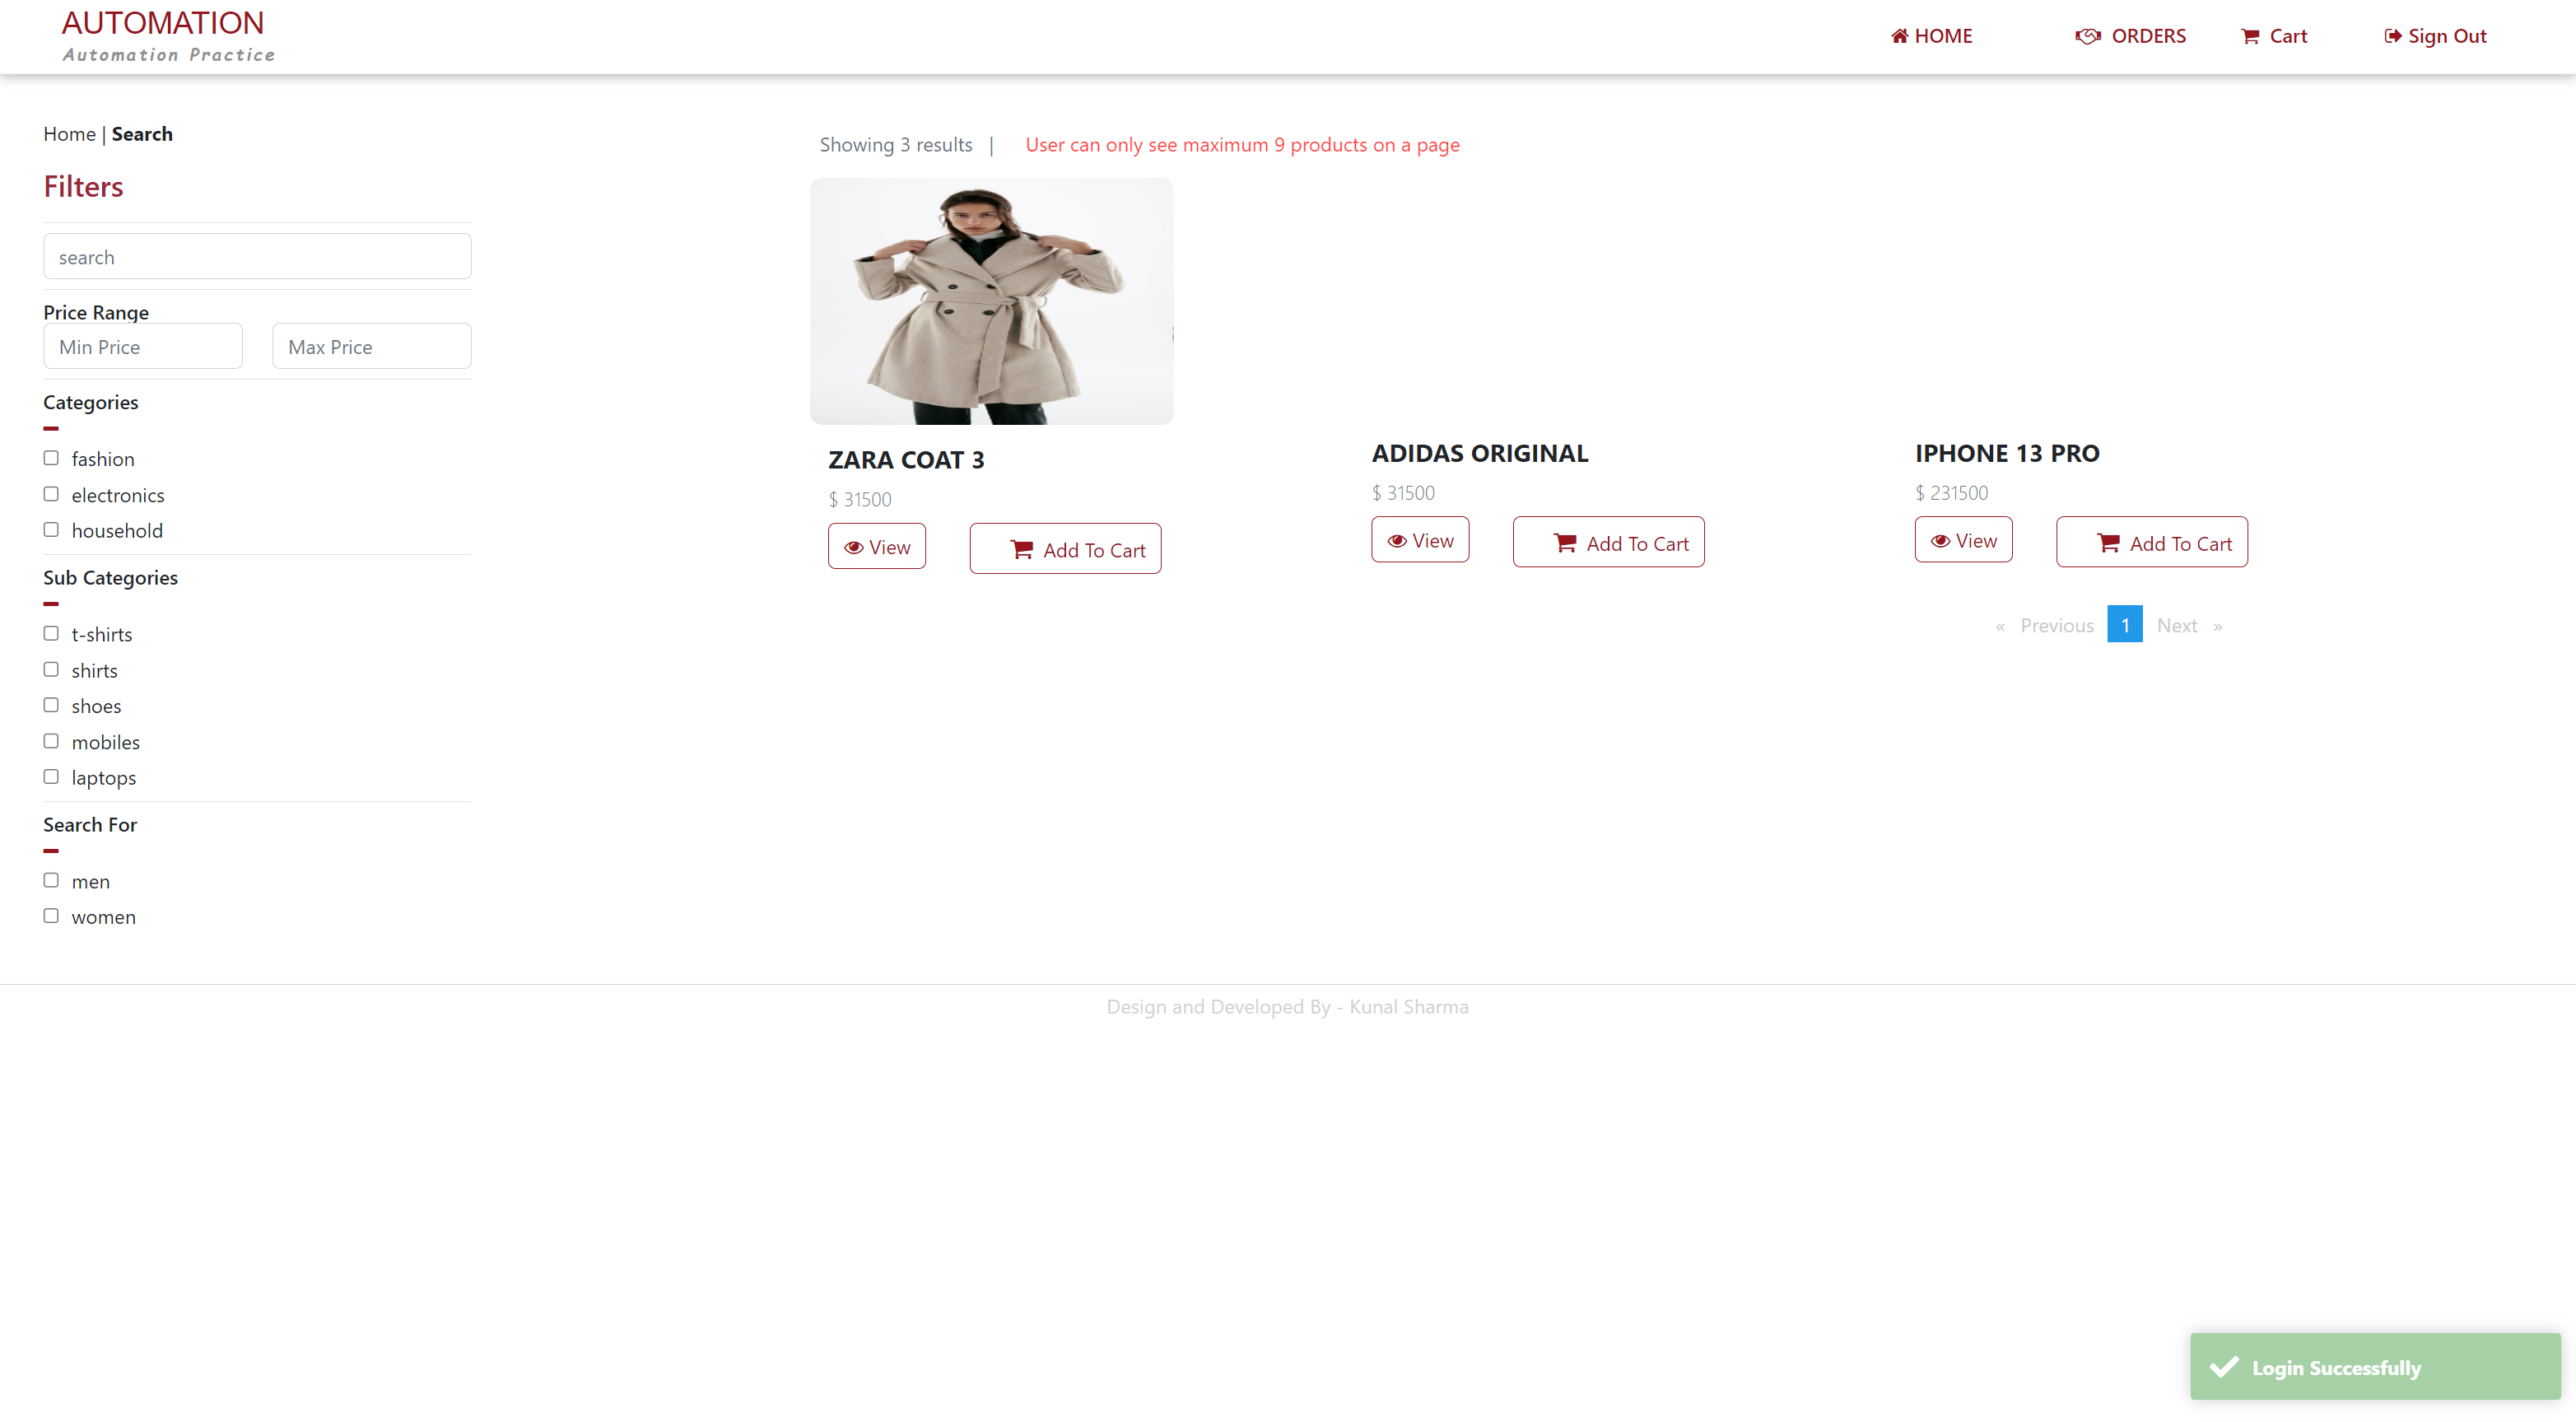 AUTOMATION
Automation Practice
HOME
ORDERS
Cart
Sign Out
Home | Search
Filters
search
Price Range
Min Price
Max Price
Categories
fashion
electronics
household
Sub Categories
t-shirts
shirts
shoes
mobiles
laptops
Search For
men
women
Showing 3 results |
User can only see maximum 9 products on a page
ZARA COAT 3
$ 31500
View
Add To Cart
ADIDAS ORIGINAL
$ 31500
View
Add To Cart
IPHONE 13 PRO
$ 231500
View
Add To Cart
« Previous 1 Next »
Design and Developed By - Kunal Sharma
Login Successfully